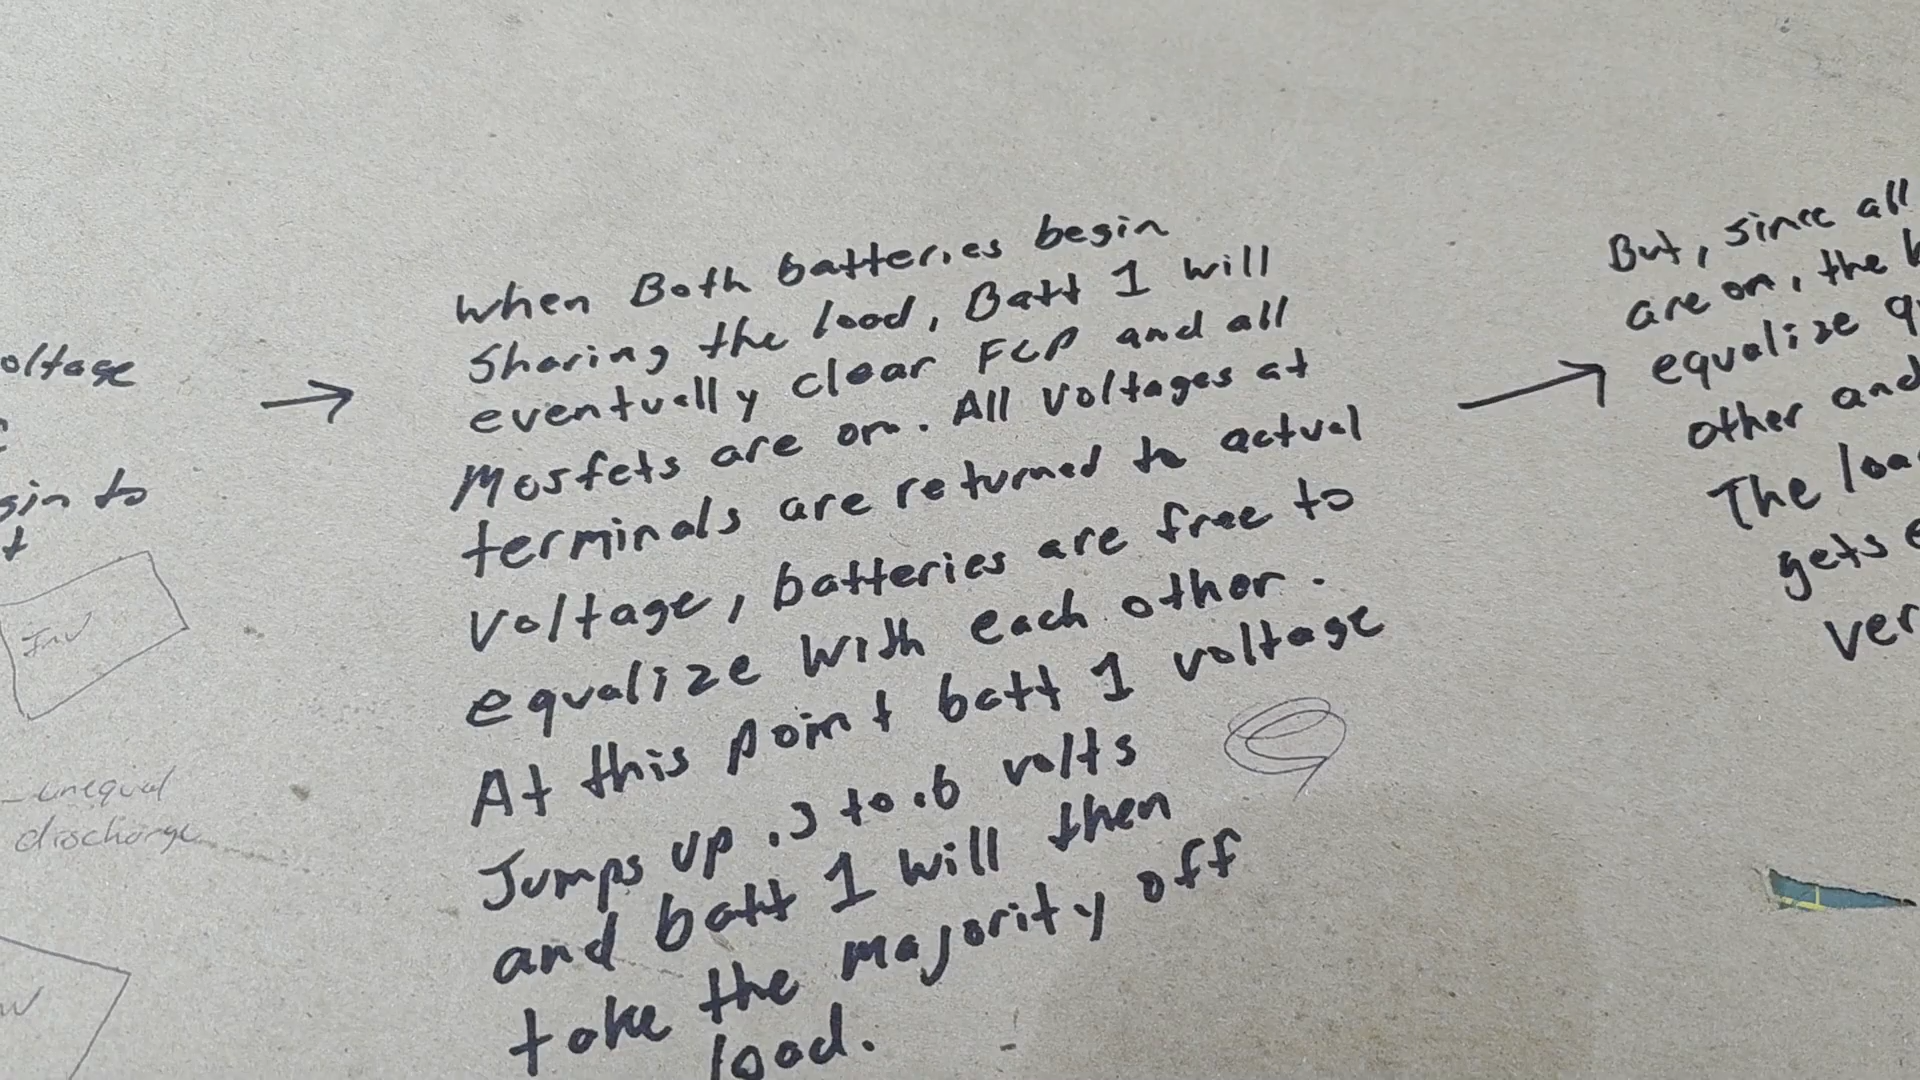 oltage
gin to
Inv
- unequal
discharge
When Both batteries begin
Sharing the load, Batt 1 will
eventually clear FCP and all
Mosfets are on. All Voltages at
terminals are returned to actual
Voltage, batteries are free to
equalize with each other.
At this point batt 1 voltage
Jumps up .3 to .6 volts
and batt 1 will then
take the majority off
load.
But, since all
are on, the
equalize
other and
The loa
gets
ver